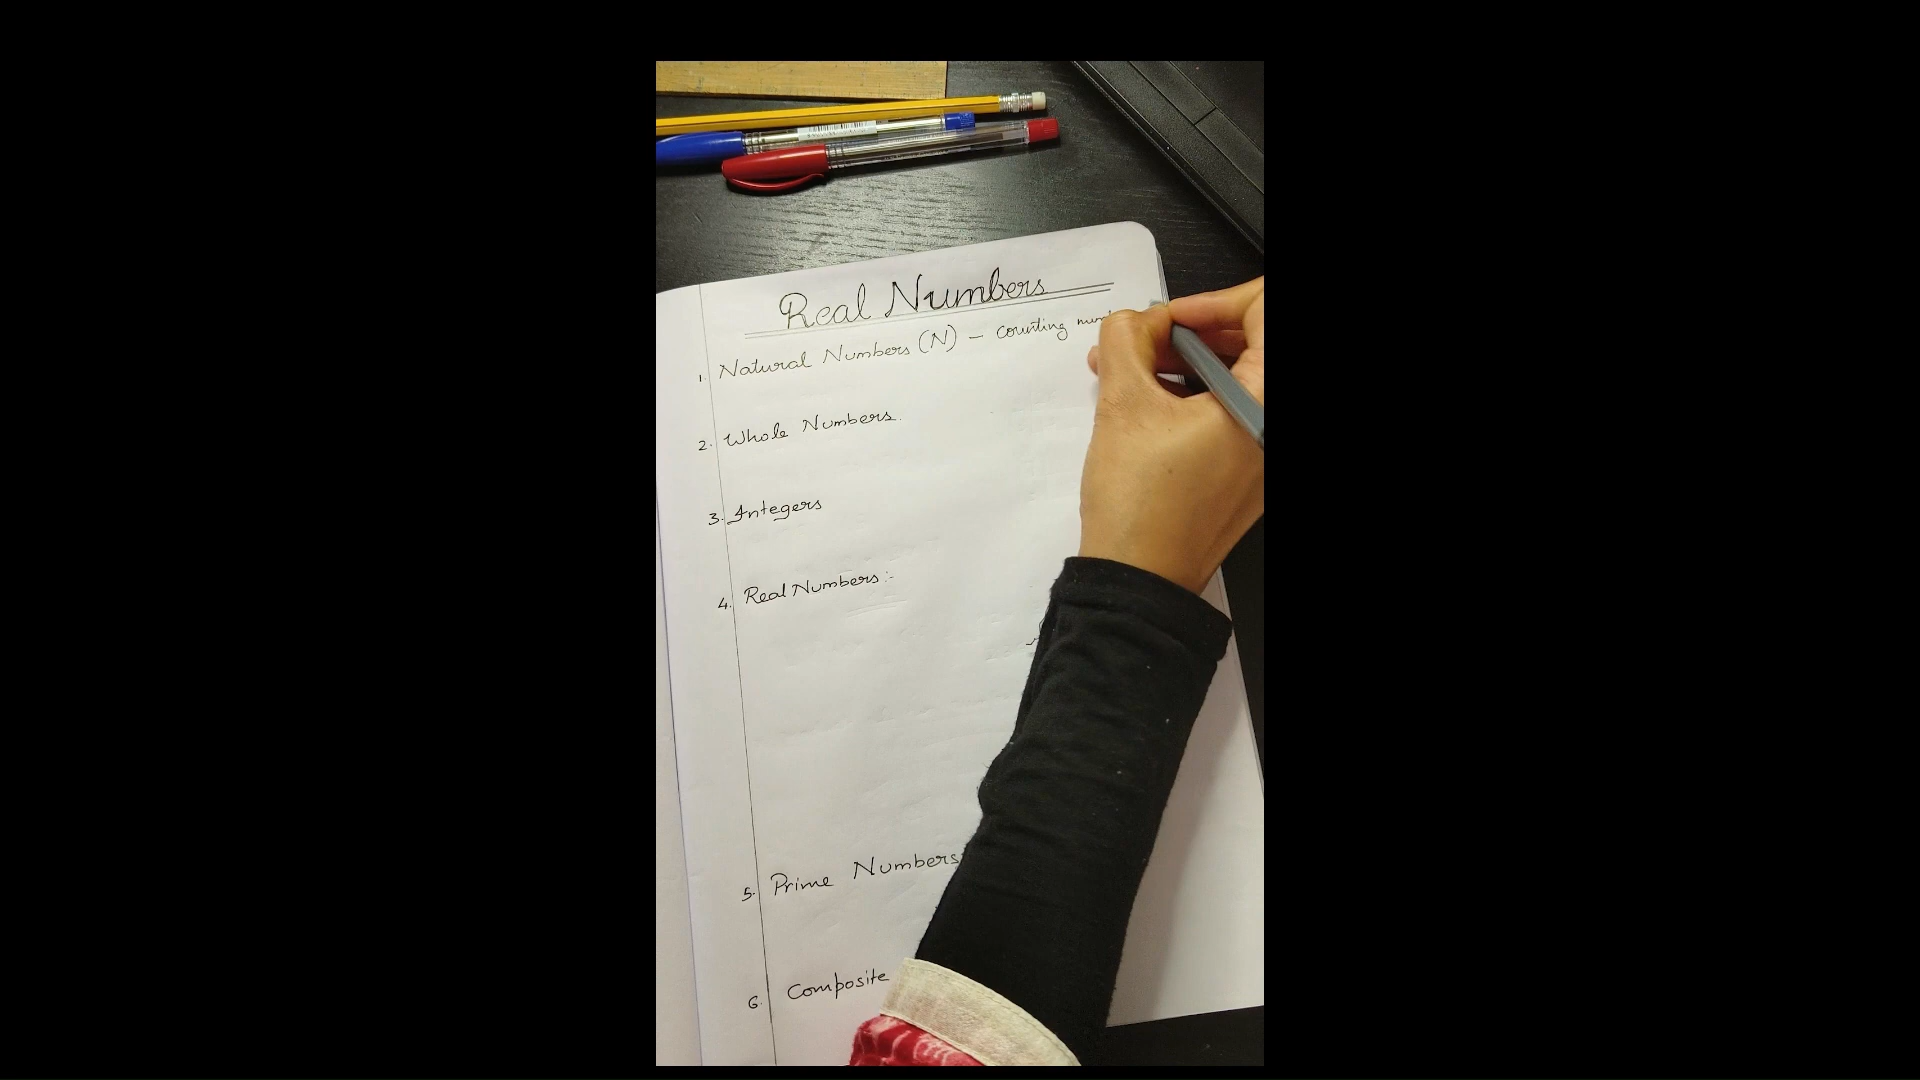 Real Numbers
1. Natural Numbers (N) - Counting
2. Whole Numbers.
3. Integers
4. Real Numbers :-
5. Prime Numbers
6. Composite